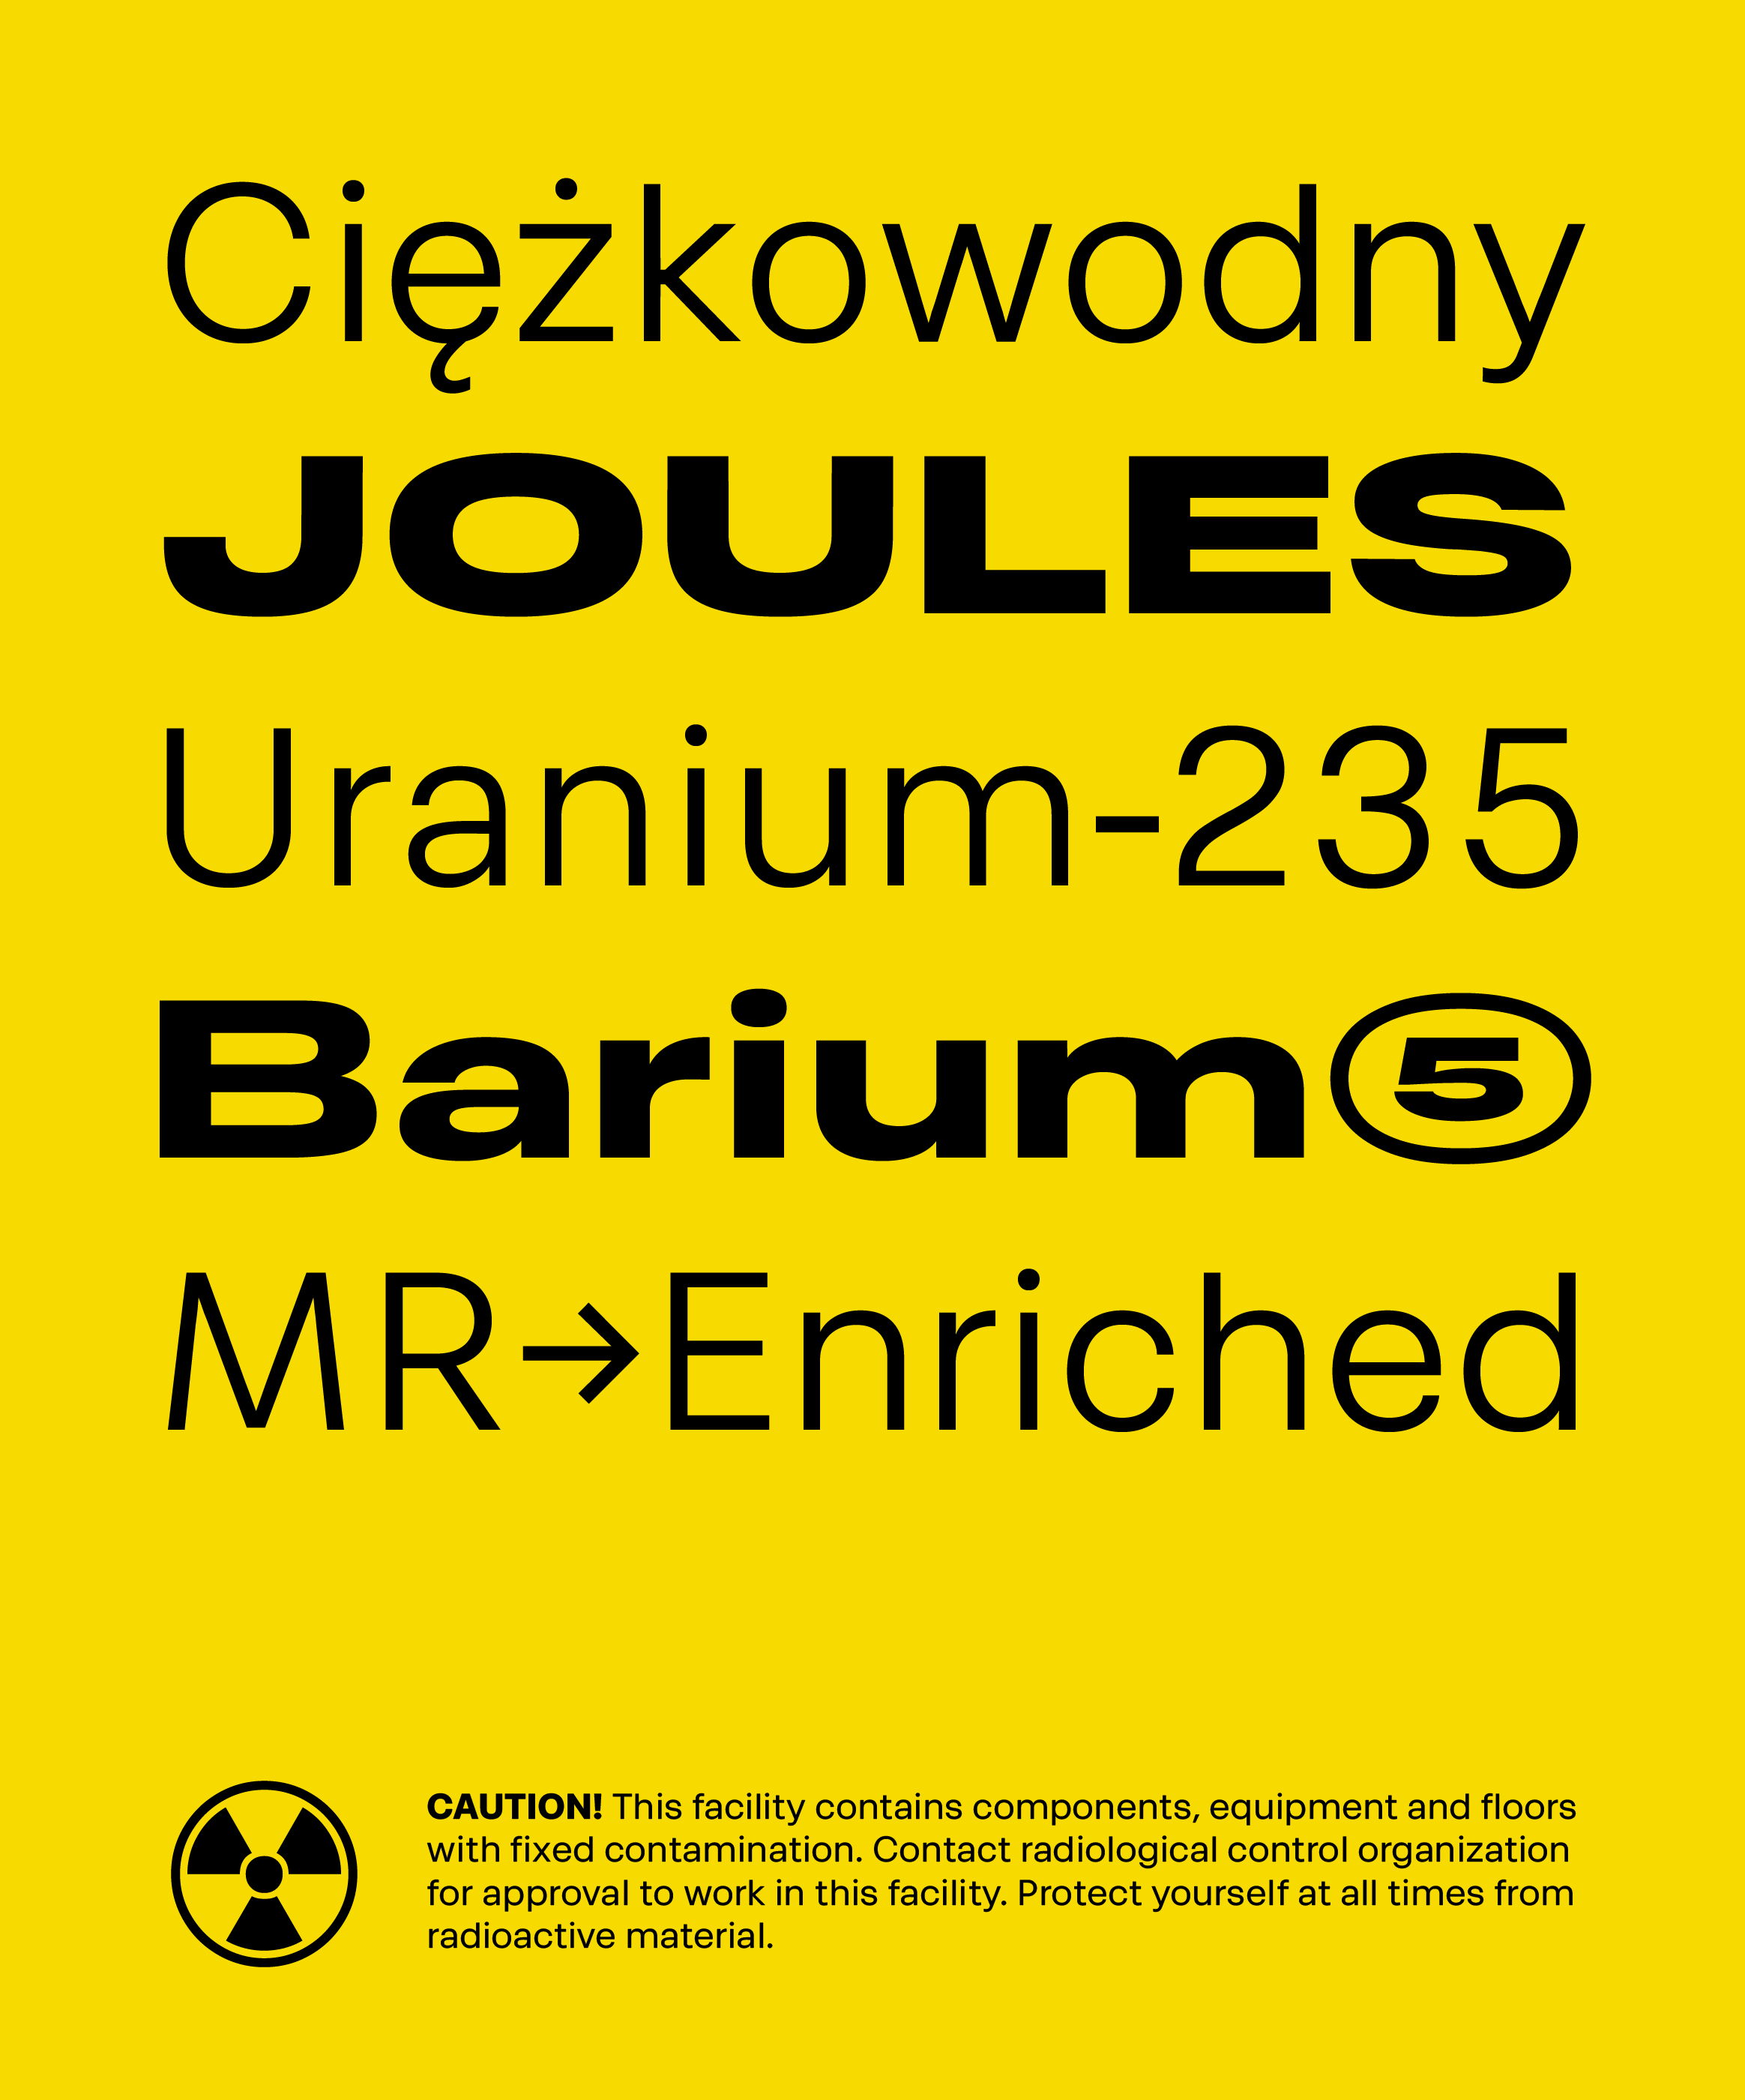 Ciężkowodny
JOULES
Uranium-235
Barium⑤
MR→Enriched
CAUTION! This facility contains components, equipment and floors
with fixed contamination. Contact radiological control organization
for approval to work in this facility. Protect yourself at all times from
radioactive material.